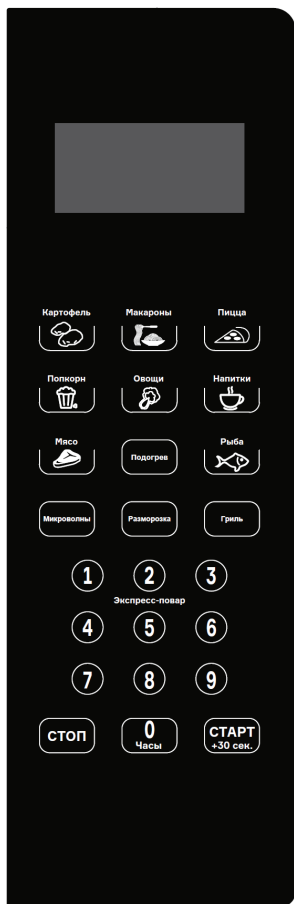 Картофель Макароны Пицца
Попкорн Овощи Напитки
Мясо Подогрев Рыба
Микроволны Разморозка Гриль
1 2 3
Экспресс-повар
4 5 6
7 8 9
СТОП 0 СТАРТ
Часы +30 сек.